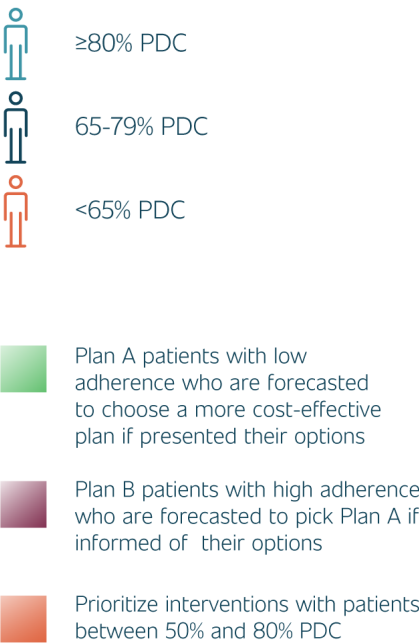 ≥80% PDC
65-79% PDC
<65% PDC
Plan A patients with low
adherence who are forecasted
to choose a more cost-effective
plan if presented their options
Plan B patients with high adherence
who are forecasted to pick Plan A if
informed of their options
Prioritize interventions with patients
between 50% and 80% PDC